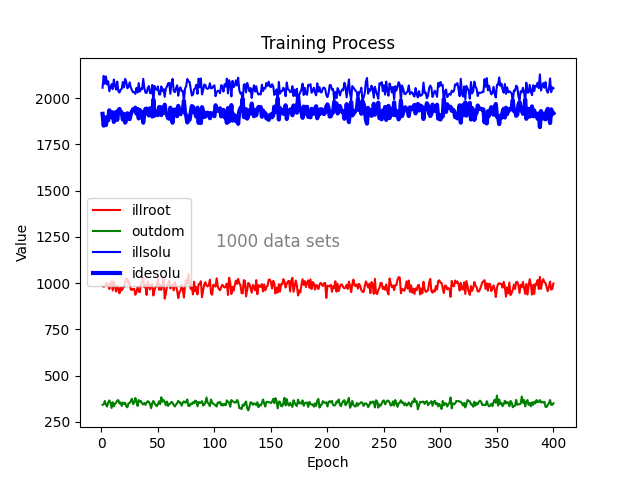 Training Process
2000
1750
1500
1250
1000
750
500
250
Value
illroot
outdom
illsolu
idesolu
1000 data sets
0 50 100 150 200 250 300 350 400
Epoch